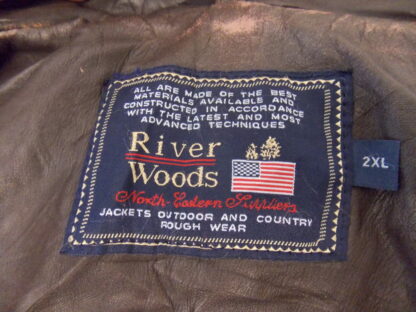 ALL ARE MADE OF THE BEST
MATERIALS AVAILABLE AND
CONSTRUCTED IN ACCORDANCE
WITH THE LATEST AND MOST
ADVANCED TECHNIQUES
River
Woods
North-Eastern Suppliers
JACKETS OUTDOOR AND COUNTRY
ROUGH WEAR
2XL